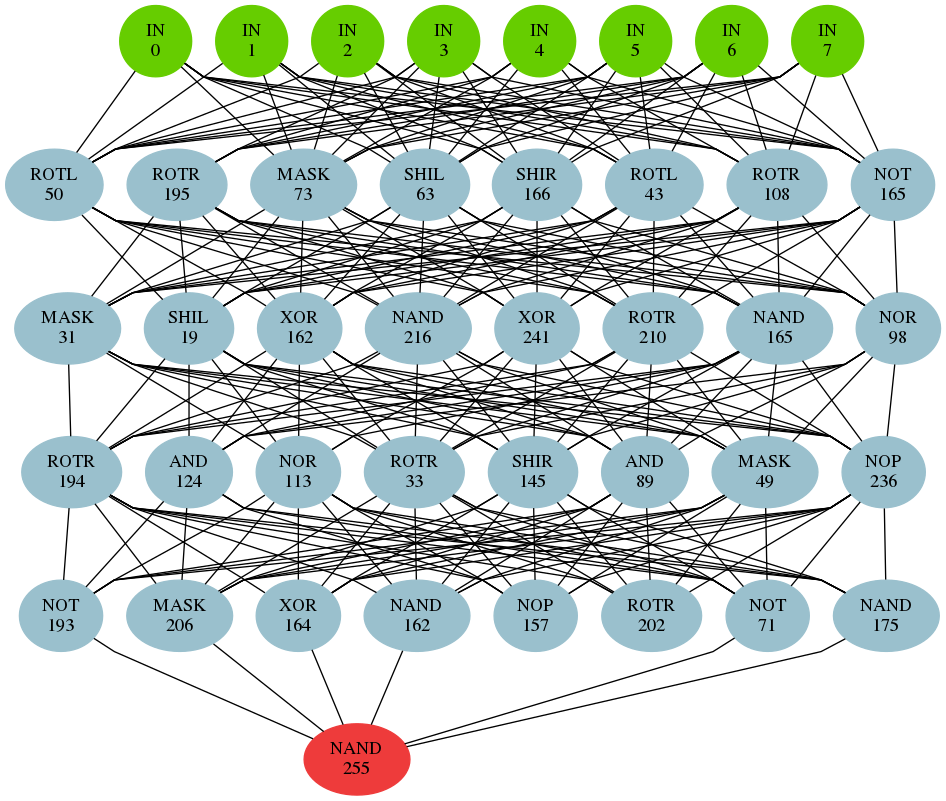 IN
0
IN
1
IN
2
IN
3
IN
4
IN
5
IN
6
IN
7
ROTL
50
ROTR
195
MASK
73
SHIL
63
SHIR
166
ROTL
43
ROTR
108
NOT
165
MASK
31
SHIL
19
XOR
162
NAND
216
XOR
241
ROTR
210
NAND
165
NOR
98
ROTR
194
AND
124
NOR
113
ROTR
33
SHIR
145
AND
89
MASK
49
NOP
236
NOT
193
MASK
206
XOR
164
NAND
162
NOP
157
ROTR
202
NOT
71
NAND
175
NAND
255